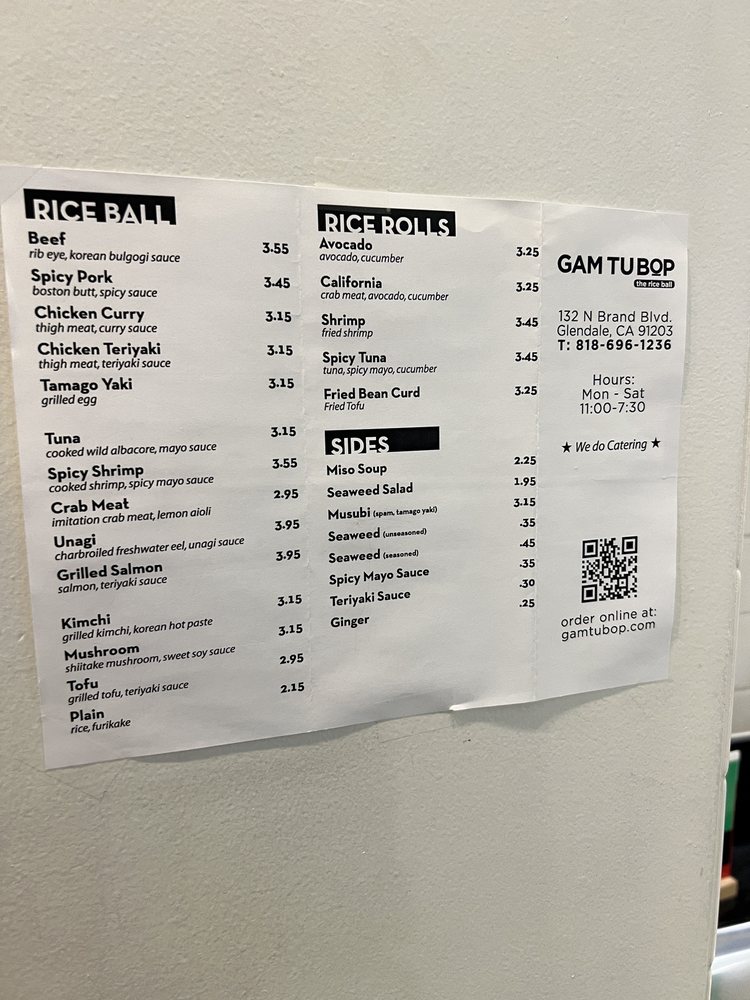 RICE BALL
Beef 3.55
rib eye, korean bulgogi sauce
Spicy Pork 3.45
boston butt, spicy sauce
Chicken Curry 3.15
thigh meat, curry sauce
Chicken Teriyaki 3.15
thigh meat, teriyaki sauce
Tamago Yaki 3.15
grilled egg
Tuna 3.15
cooked wild albacore, mayo sauce
Spicy Shrimp 3.55
cooked shrimp, spicy mayo sauce
Crab Meat 2.95
imitation crab meat, lemon aioli
Unagi 3.95
charbroiled freshwater eel, unagi sauce
Grilled Salmon 3.95
salmon, teriyaki sauce
Kimchi 3.15
grilled kimchi, korean hot paste
Mushroom 3.15
shiitake mushroom, sweet soy sauce
Tofu 2.95
grilled tofu, teriyaki sauce
Plain 2.15
rice, furikake
RICE ROLLS
Avocado 3.25
avocado, cucumber
California 3.25
crab meat, avocado, cucumber
Shrimp 3.45
fried shrimp
Spicy Tuna 3.45
tuna, spicy mayo, cucumber
Fried Bean Curd 3.25
Fried Tofu
SIDES
Miso Soup 2.25
Seaweed Salad 1.95
Musubi (spam, tamago yaki) 3.15
Seaweed (unseasoned) .35
Seaweed (seasoned) .45
Spicy Mayo Sauce .35
Teriyaki Sauce .30
Ginger .25
GAM TU BOP
the rice ball
132 N Brand Blvd.
Glendale, CA 91203
T: 818-696-1236
Hours:
Mon - Sat
11:00-7:30
★ We do Catering ★
order online at:
gamtubop.com